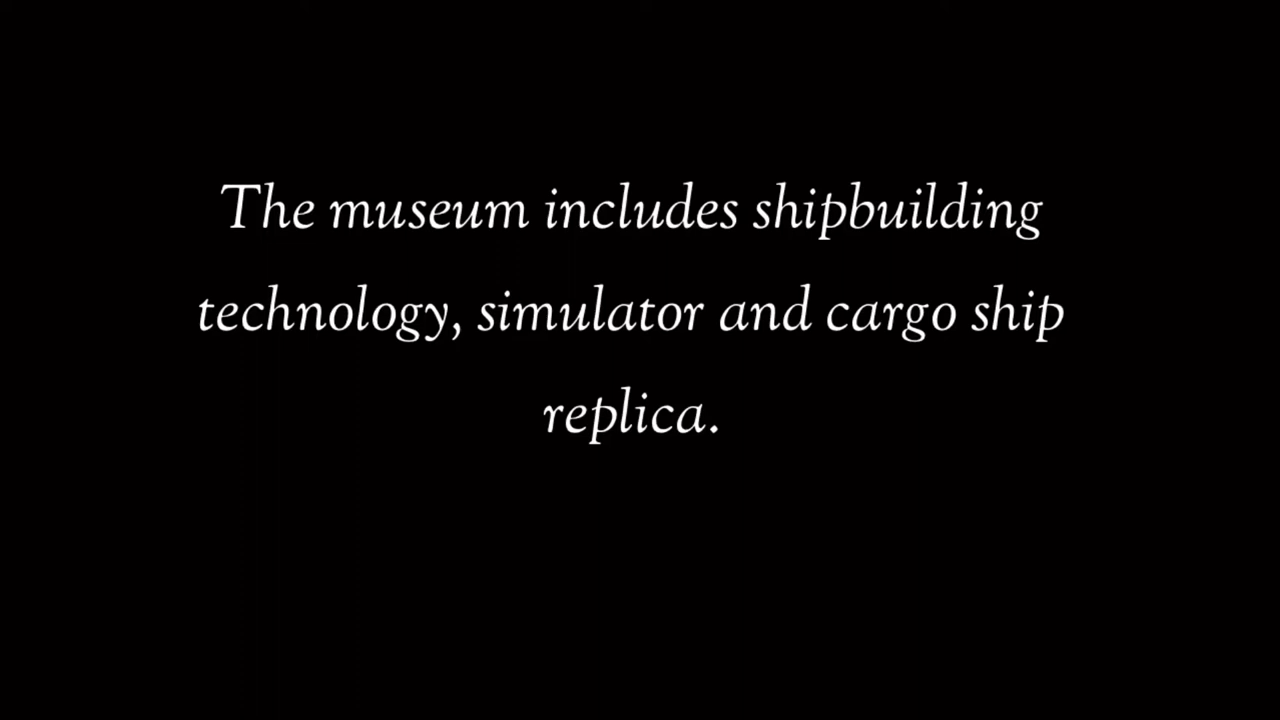 The museum includes shipbuilding
technology, simulator and cargo ship
replica.